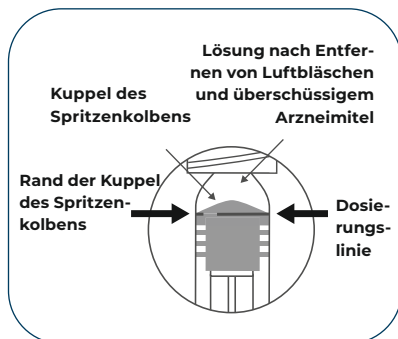 Lösung nach Entfer-
nen von Luftbläschen
und überschüssigem
Arzneimitel
Kuppel des
Spritzenkolbens
Rand der Kuppel
des Spritzen-
kolbens
Dosie-
rungs-
linie